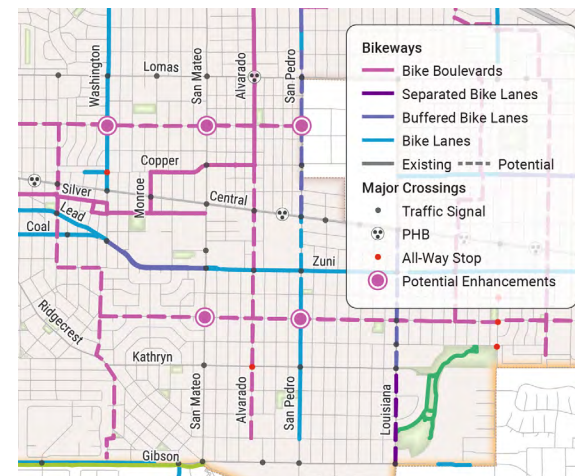 Washington
Lomas
San Mateo
Alvarado
San Pedro
Copper
Silver
Monroe
Central
Lead
Coal
Zuni
Ridgecrest
Kathryn
San Mateo
Alvarado
San Pedro
Louisiana
Gibson
Bikeways
Bike Boulevards
Separated Bike Lanes
Buffered Bike Lanes
Bike Lanes
Existing Potential
Major Crossings
Traffic Signal
PHB
All-Way Stop
Potential Enhancements